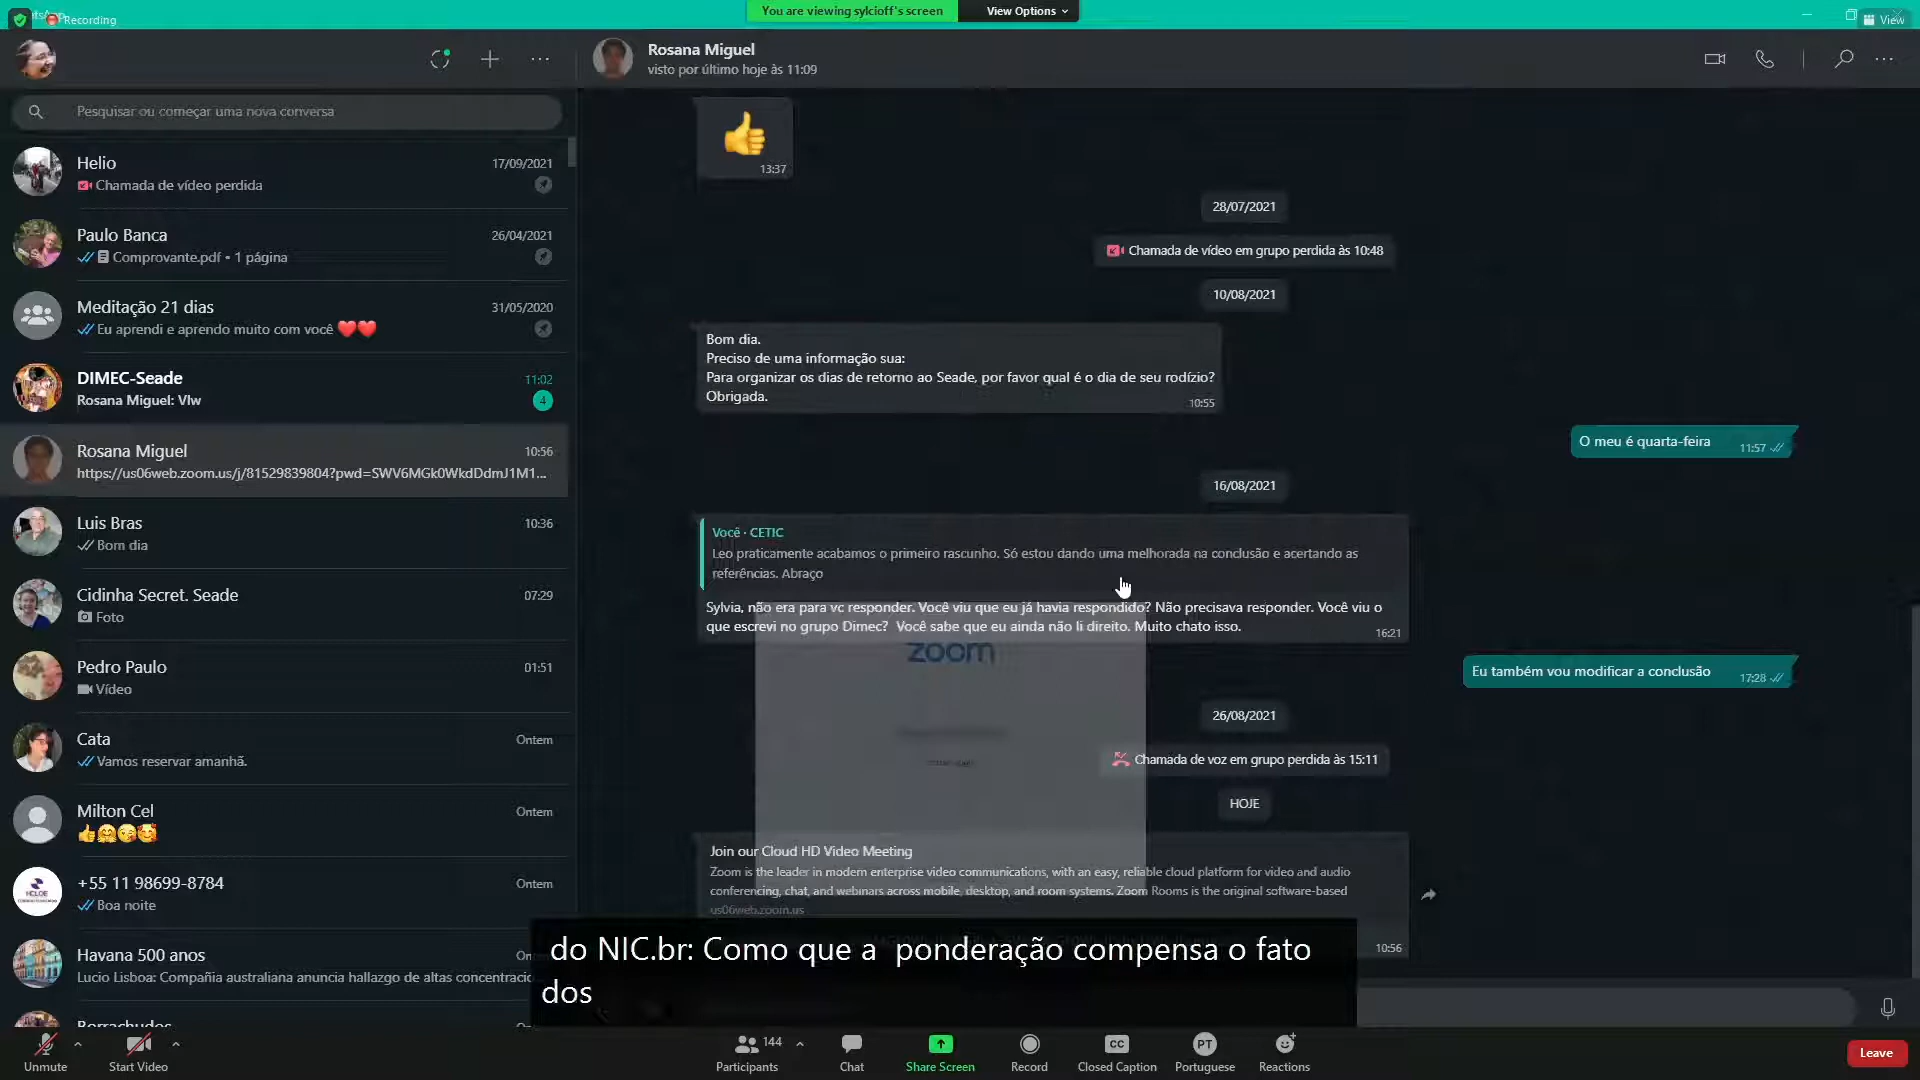 Recording
You are viewing sylcioff's screen
View Options
View
Rosana Miguel
visto por último hoje às 11:09
Pesquisar ou começar uma nova conversa
Helio
17/09/2021
Chamada de vídeo perdida
Paulo Banca
26/04/2021
Comprovante.pdf • 1 página
Meditação 21 dias
31/05/2020
Eu aprendi e aprendo muito com você ❤️❤️
DIMEC-Seade
11:02
Rosana Miguel: Vlw
4
Rosana Miguel
10:56
https://us06web.zoom.us/j/81529839804?pwd=SWV6MGk0WkdDdmJ1M1...
Luis Bras
10:36
Bom dia
Cidinha Secret. Seade
07:29
Foto
Pedro Paulo
01:51
Vídeo
Cata
Ontem
Vamos reservar amanhã.
Milton Cel
Ontem
+55 11 98699-8784
Ontem
Boa noite
Havana 500 anos
Lucio Lisboa: Compañia australiana anuncia hallazgo de altas concentracio
Borrachudos
13:37
28/07/2021
Chamada de vídeo em grupo perdida às 10:48
10/08/2021
Bom dia.
Preciso de uma informação sua:
Para organizar os dias de retorno ao Seade, por favor qual é o dia de seu rodízio?
Obrigada.
10:55
O meu é quarta-feira
11:57
16/08/2021
Você · CETIC
Leo praticamente acabamos o primeiro rascunho. Só estou dando uma melhorada na conclusão e acertando as
referências. Abraço
Sylvia, não era para vc responder. Você viu que eu já havia respondido? Não precisava responder. Você viu o
que escrevi no grupo Dimec? Você sabe que eu ainda não li direito. Muito chato isso.
16:21
zoom
Eu também vou modificar a conclusão
17:28
26/08/2021
Chamada de voz em grupo perdida às 15:11
HOJE
Join our Cloud HD Video Meeting
Zoom is the leader in modern enterprise video communications, with an easy, reliable cloud platform for video and audio
conferencing, chat, and webinars across mobile, desktop, and room systems. Zoom Rooms is the original software-based
us06web.zoom.us
10:56
do NIC.br: Como que a ponderação compensa o fato
dos
Unmute
Start Video
144
Participants
Chat
Share Screen
Record
CC
Closed Caption
PT
Portuguese
Reactions
Leave